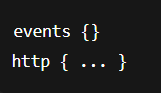 events {}
http { ... }